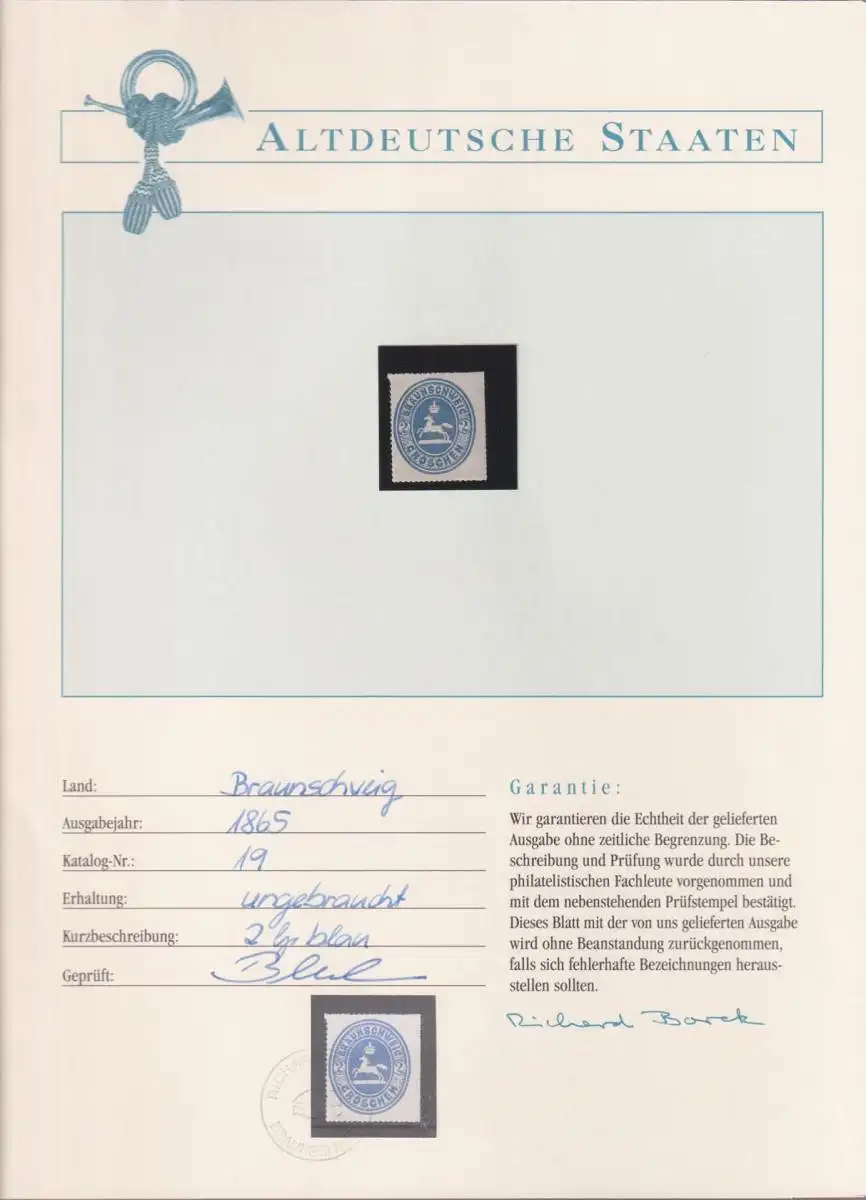 ALTDEUTSCHE STAATEN
BRAUNSCHWEIG
2 2
GROSCHEN
Land: Braunschweig
Ausgabejahr: 1865
Katalog-Nr.: 19
Erhaltung: ungebraucht
Kurzbeschreibung: 2 blau
Geprüft:
Garantie:
Wir garantieren die Echtheit der gelieferten
Ausgabe ohne zeitliche Begrenzung. Die Be-
schreibung und Prüfung wurde durch unsere
philatelistischen Fachleute vorgenommen und
mit dem nebenstehenden Prüfstempel bestätigt.
Dieses Blatt mit der von uns gelieferten Ausgabe
wird ohne Beanstandung zurückgenommen,
falls sich fehlerhafte Bezeichnungen heraus-
stellen sollten.
Richard Borek
BRAUNSCHWEIG
2 2
GROSCHEN